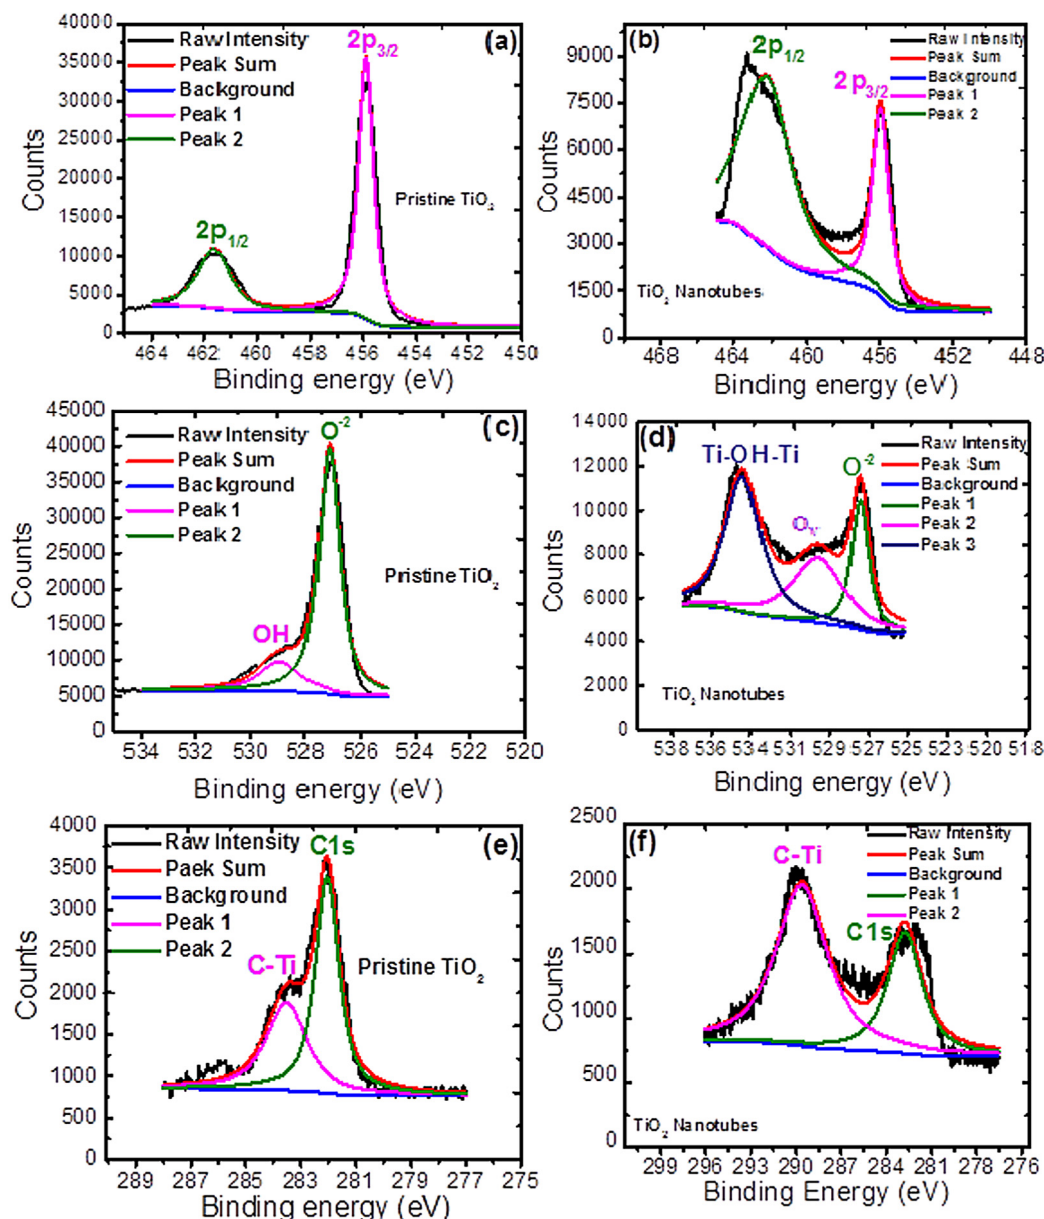 (a)
Raw Intensity
Peak Sum
Background
Peak 1
Peak 2
2p3/2
2p1/2
Pristine TiO2
Counts
40000
35000
30000
25000
20000
15000
10000
5000
0
464 462 460 458 456 454 452 450
Binding energy (eV)
(b)
Raw Intensity
Peak Sum
Background
Peak 1
Peak 2
2p1/2
2p3/2
TiO2 Nanotubes
Counts
9000
7500
6000
4500
3000
1500
0
468 464 460 456 452 448
Binding energy (eV)
(c)
Raw Intensity
Peak Sum
Background
Peak 1
Peak 2
O-2
OH
Pristine TiO2
Counts
45000
40000
35000
30000
25000
20000
15000
10000
5000
0
534 532 530 528 526 524 522 520
Binding energy (eV)
(d)
Raw Intensity
Peak Sum
Background
Peak 1
Peak 2
Peak 3
Ti-OH-Ti
O-2
TiO2 Nanotubes
Counts
14000
12000
10000
8000
6000
4000
2000
0
538 536 534 531 529 527 525 523 520 518
Binding energy (eV)
(e)
Raw Intensity
Paek Sum
Background
Peak 1
Peak 2
C1s
C-Ti
Pristine TiO2
Counts
4000
3500
3000
2500
2000
1500
1000
500
0
289 287 285 283 281 279 277 275
Binding energy (eV)
(f)
Raw Intensity
Peak Sum
Background
Peak 1
Peak 2
C-Ti
C1s
TiO2 Nanotubes
Counts
2500
2000
1500
1000
500
0
299 296 293 290 287 284 281 278 276
Binding Energy (eV)